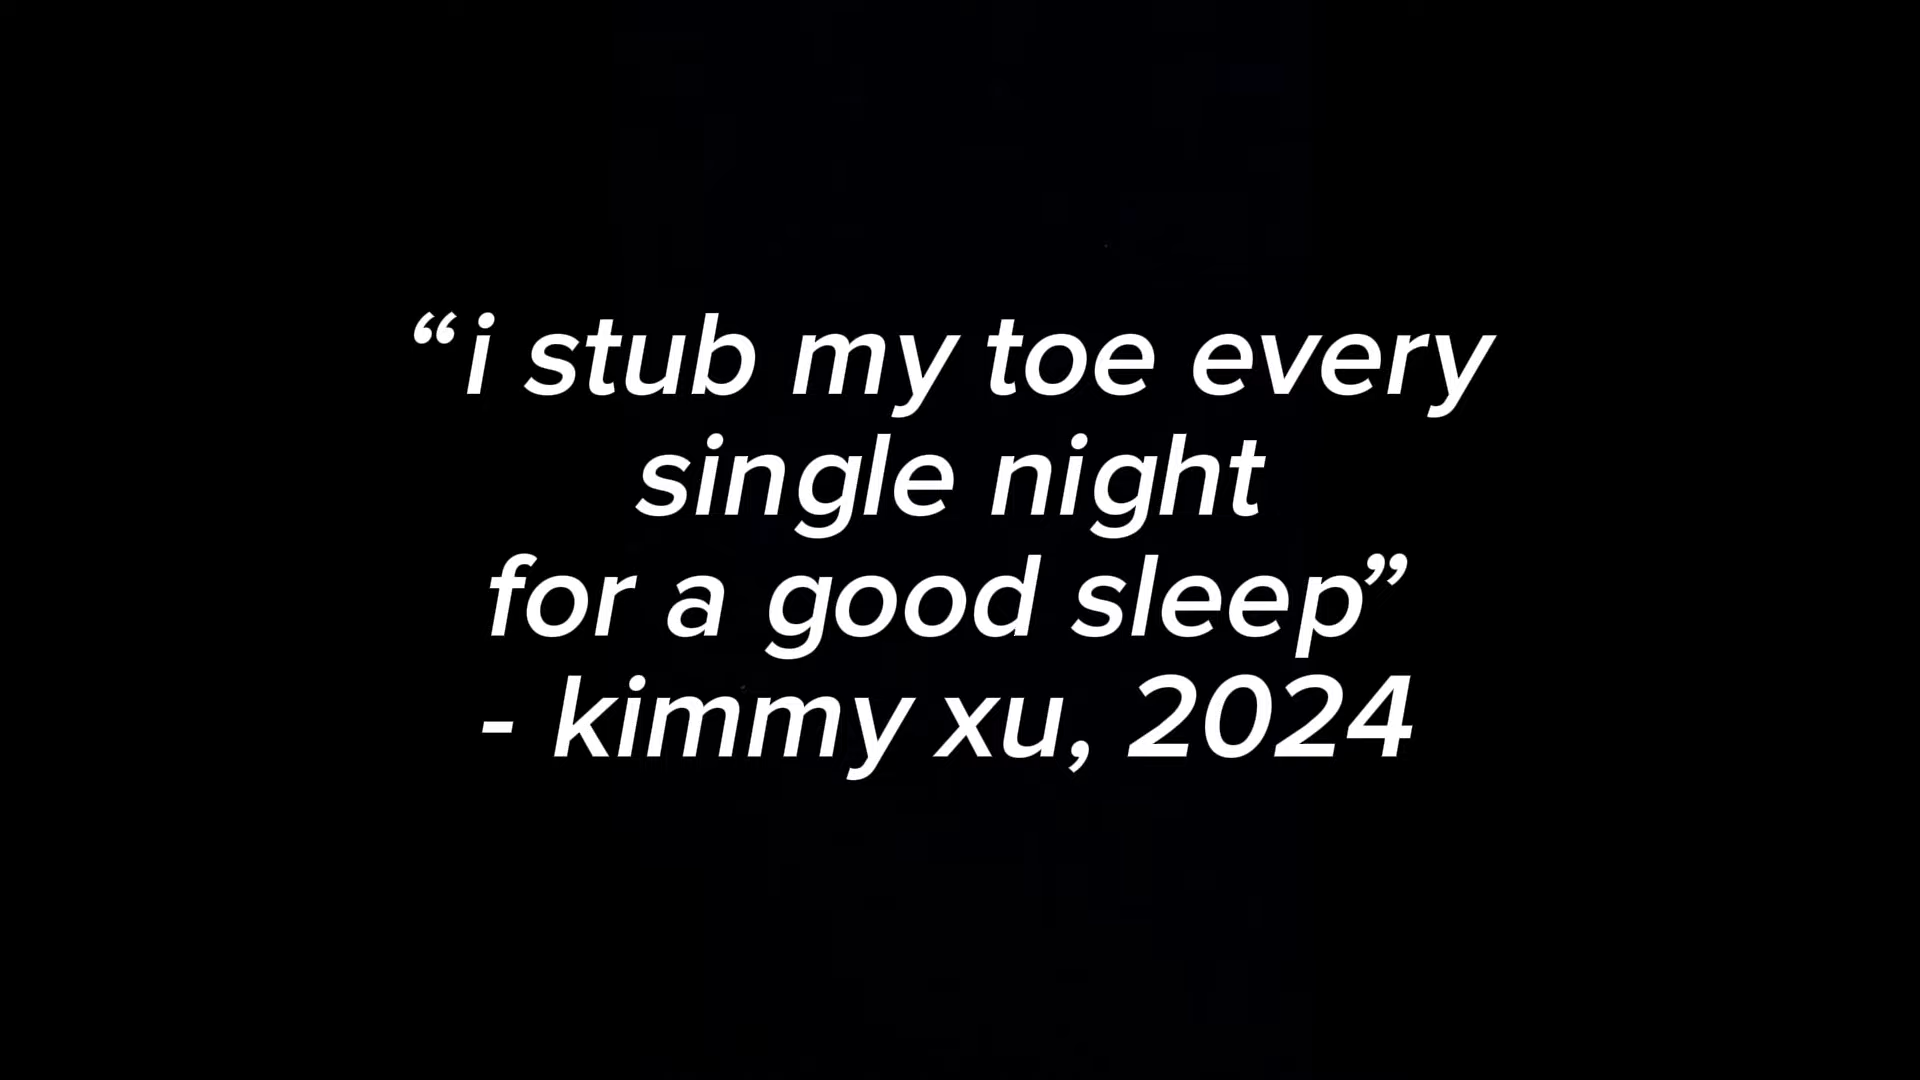 “i stub my toe every
single night
for a good sleep”
- kimmy xu, 2024